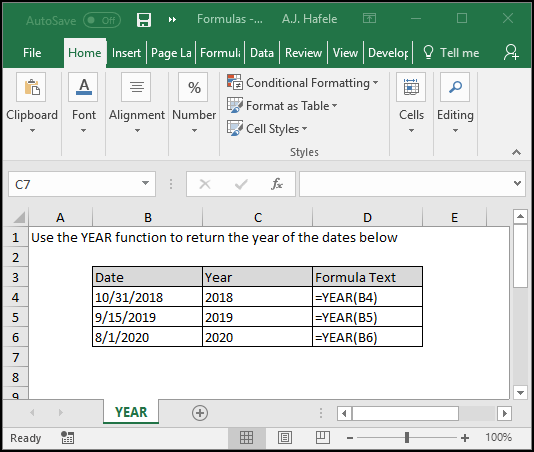 AutoSave Off Formulas -... A.J. Hafele
File Home Insert Page La Formula Data Review View Develop Tell me
Clipboard Font Alignment % Number Conditional Formatting Format as Table Cell Styles Cells Editing
Styles
C7 fx
A B C D E
1 Use the YEAR function to return the year of the dates below
2
3 Date Year Formula Text
4 10/31/2018 2018 =YEAR(B4)
5 9/15/2019 2019 =YEAR(B5)
6 8/1/2020 2020 =YEAR(B6)
7
8
9
YEAR
Ready 100%